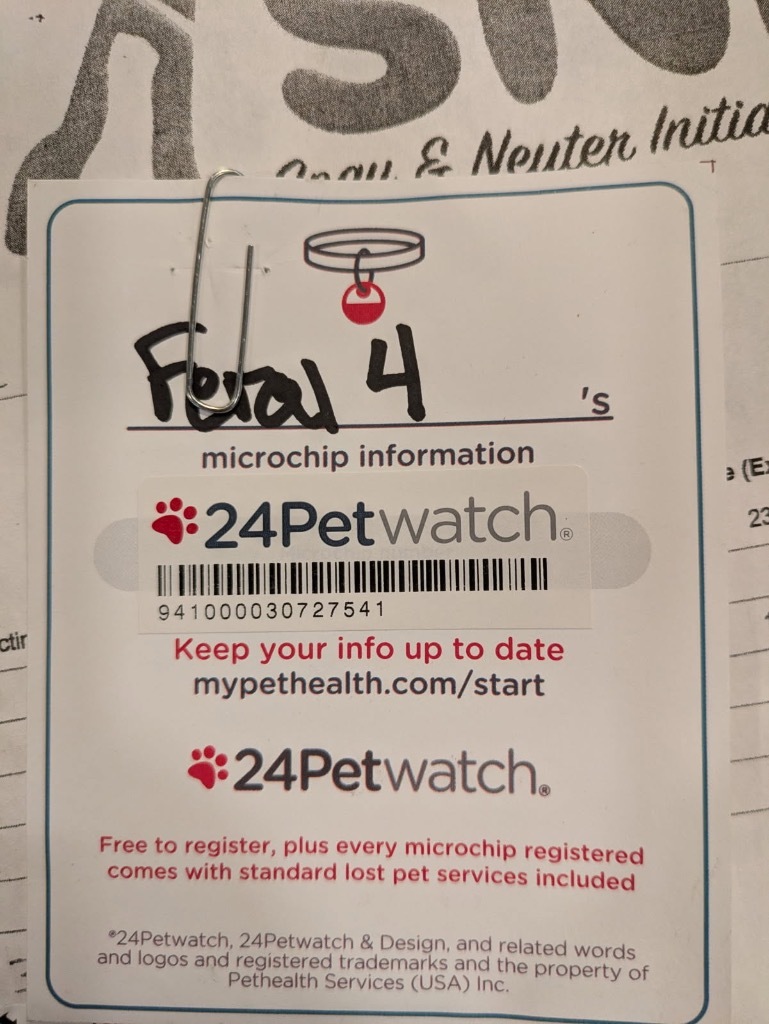 & Neuter Initia
Feral 4 's
microchip information
24Petwatch®
941000030727541
Keep your info up to date
mypethealth.com/start
24Petwatch®
Free to register, plus every microchip registered
comes with standard lost pet services included
®24Petwatch, 24Petwatch & Design, and related words
and logos and registered trademarks and the property of
Pethealth Services (USA) Inc.
e (E
23
ctin